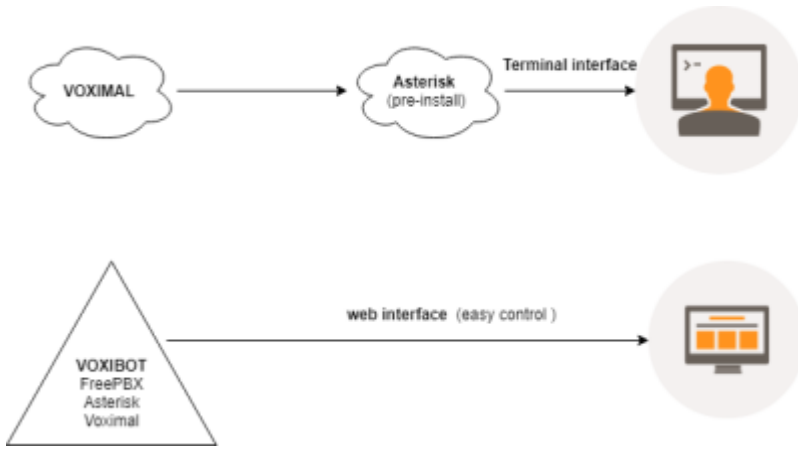 VOXIMAL
Asterisk
(pre-install)
Terminal interface
>-
web interface (easy control )
VOXIBOT
FreePBX
Asterisk
Voximal